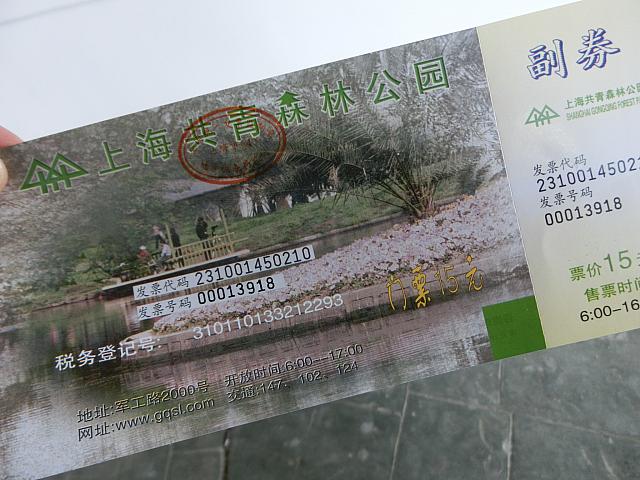 上海共青森林公园
发票代码 231001450210
发票号码 00013918
税务登记号: 310110133212293
门票15元
地址:军工路2000号 开放时间:6:00—17:00
网址:www.gqsl.com 交通:147、102、124
副券
上海共青森林公园
SHANGHAI GONGQING FOREST
发票代码
23100145021
发票号码
00013918
票价15
售票时间
6:00-16